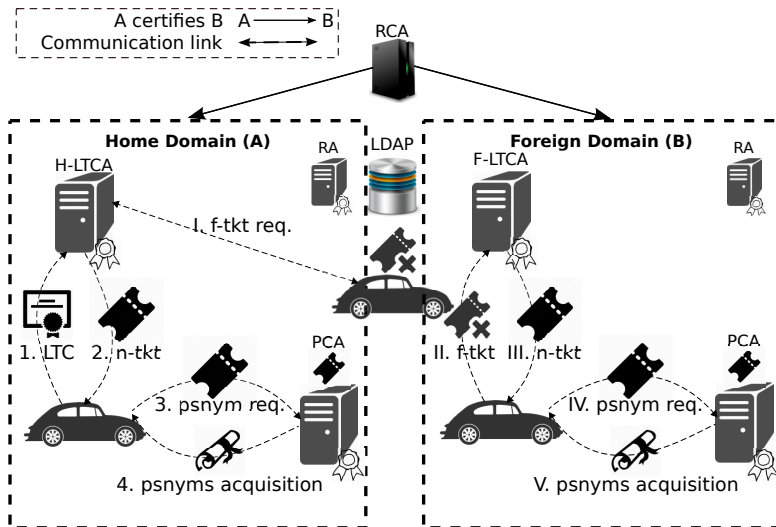 A certifies B A B
Communication link
RCA
Home Domain (A)
RA
LDAP
Foreign Domain (B)
RA
H-LTCA
F-LTCA
I. f-tkt req.
1. LTC
2. n-tkt
PCA
II. f-tkt
III. n-tkt
PCA
3. psnym req.
IV. psnym req.
4. psnyms acquisition
V. psnyms acquisition